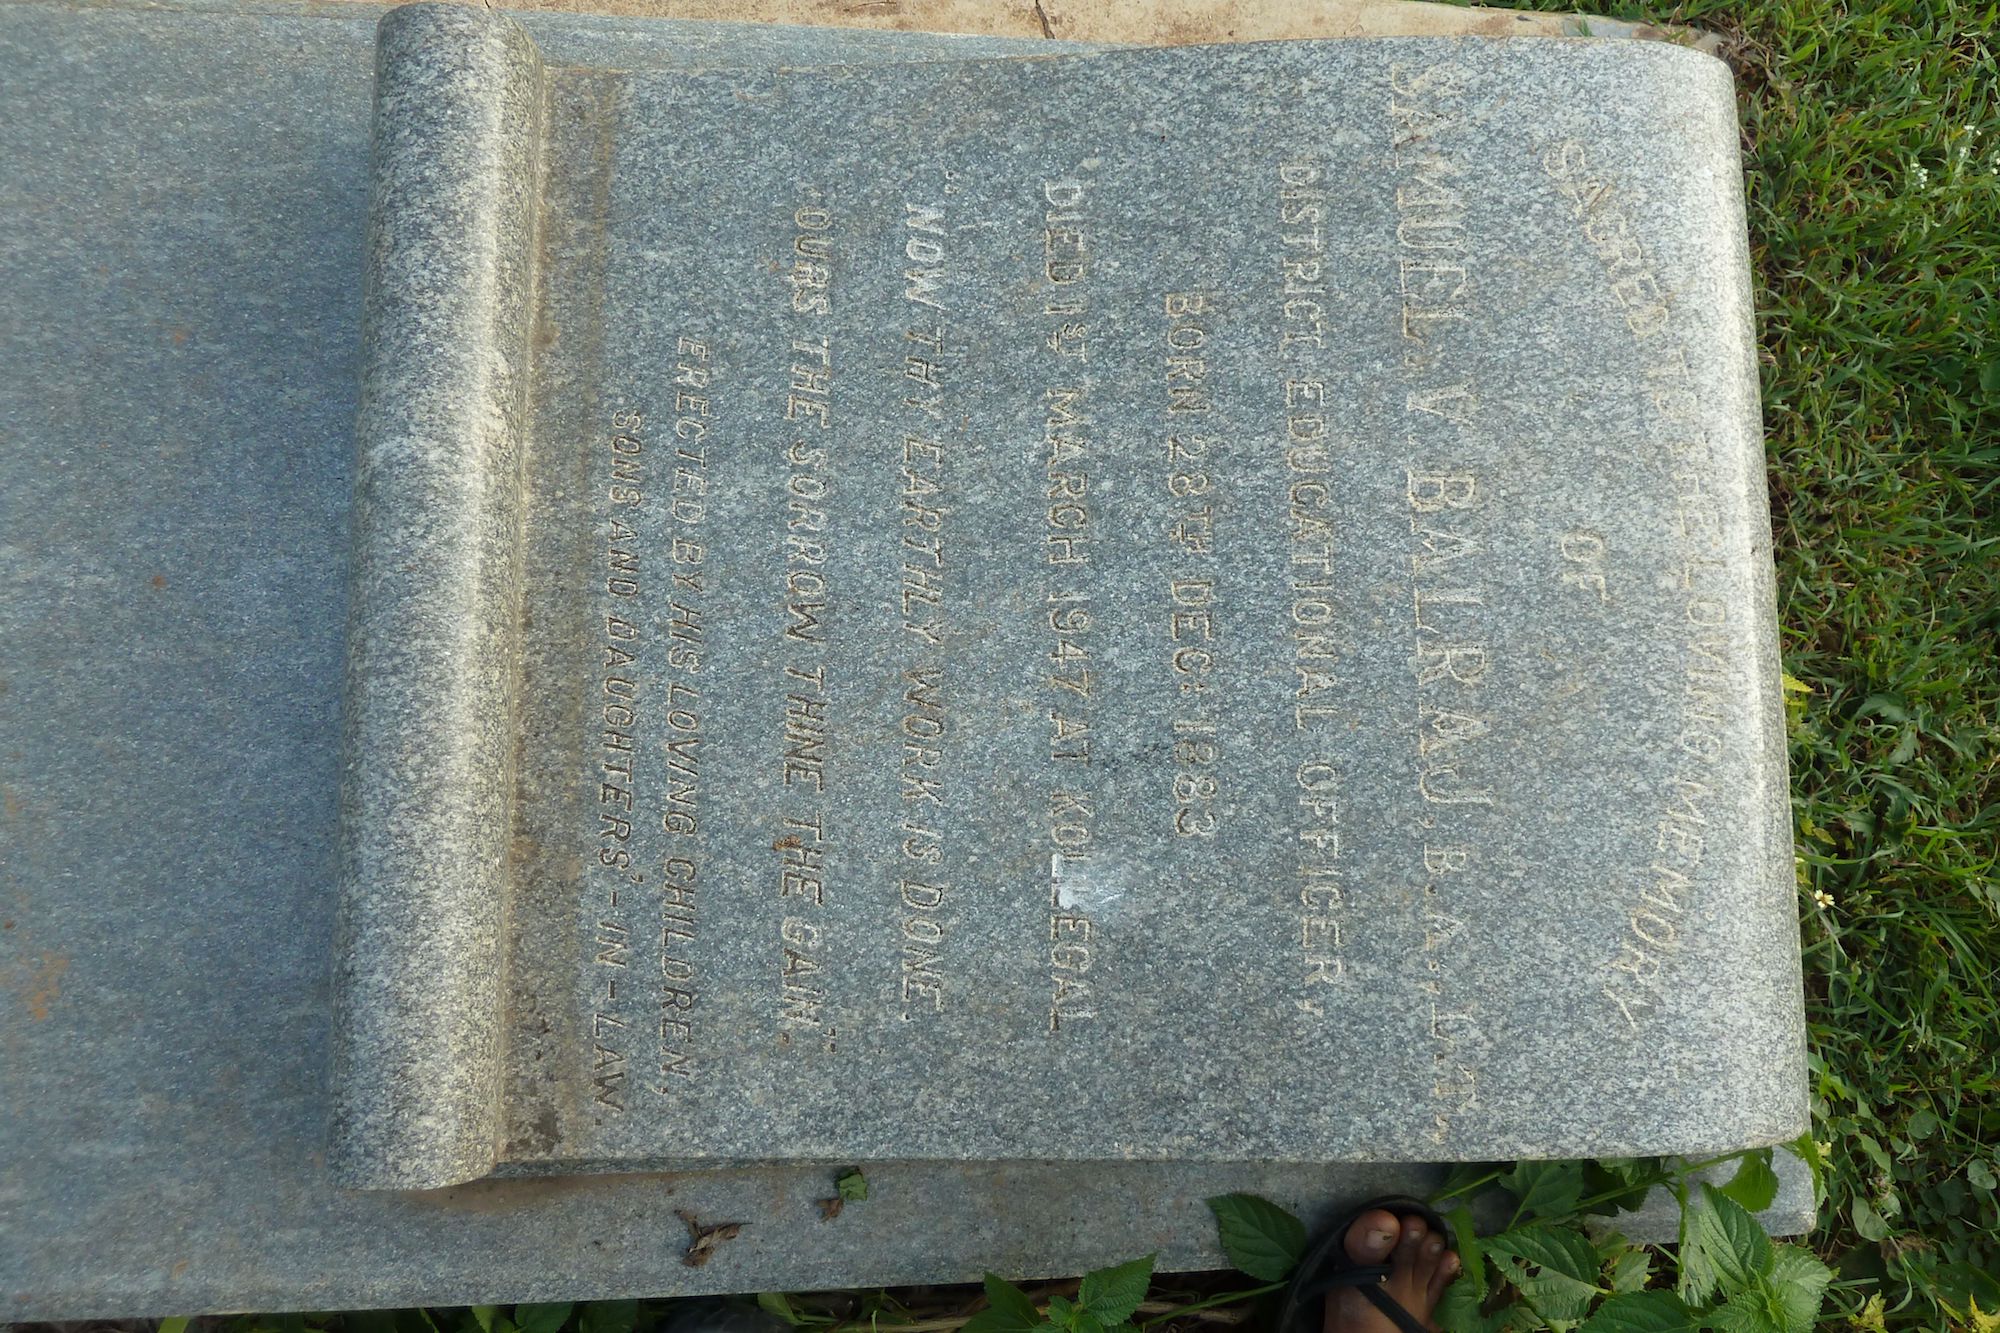 SACRED TO THE LOVING MEMORY
OF
SAMUEL. V. BALRAJ. B. A., L. T.,
DISTRICT. EDUCATIONAL OFFICER,
BORN 28TH DEC: 1883
DIED 1ST MARCH 1947 AT KOLLEGAL
"NOW THY EARTHLY WORK IS DONE.
OURS THE SORROW THINE THE GAIN."
ERECTED BY HIS LOVING CHILDREN,
SONS AND DAUGHTERS'-IN-LAW.